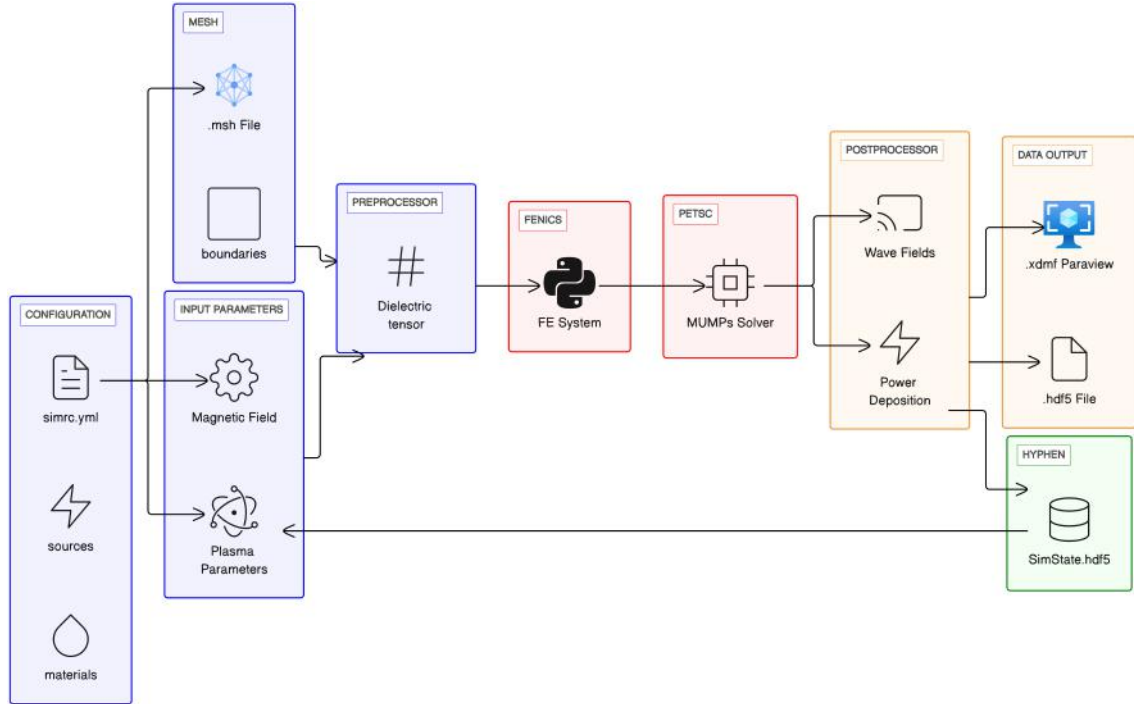 MESH
.msh File
boundaries
CONFIGURATION
simrc.yml
sources
materials
INPUT PARAMETERS
Magnetic Field
Plasma
Parameters
PREPROCESSOR
Dielectric
tensor
FENICS
FE System
PETSC
MUMPs Solver
POSTPROCESSOR
Wave Fields
Power
Deposition
DATA OUTPUT
.xdmf Paraview
.hdf5 File
HYPHEN
SimState.hdf5